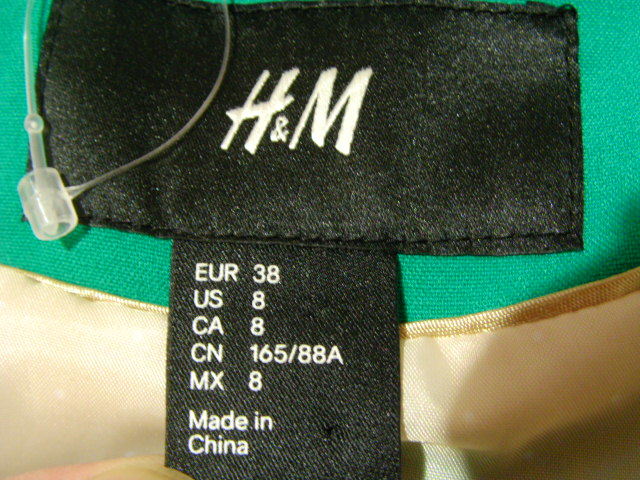 H&M
EUR 38
US 8
CA 8
CN 165/88A
MX 8
Made in
China